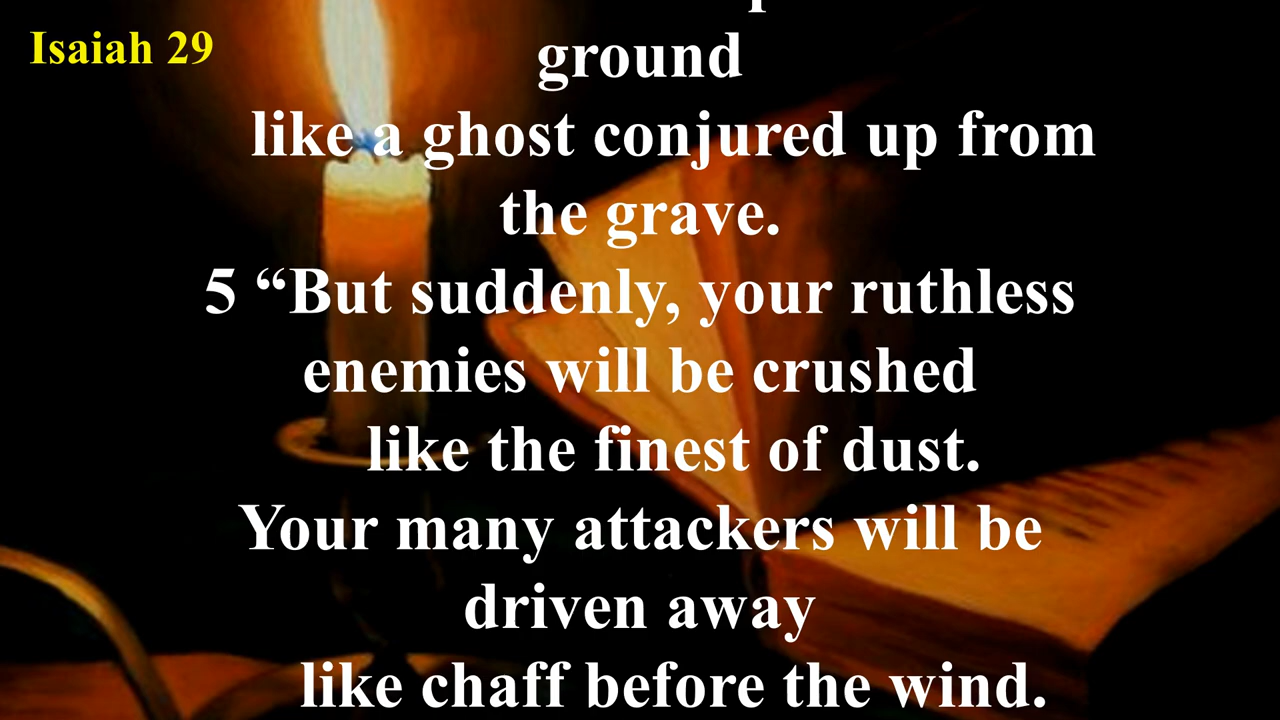 Isaiah 29
ground
like a ghost conjured up from
the grave.
5 “But suddenly, your ruthless
enemies will be crushed
like the finest of dust.
Your many attackers will be
driven away
like chaff before the wind.